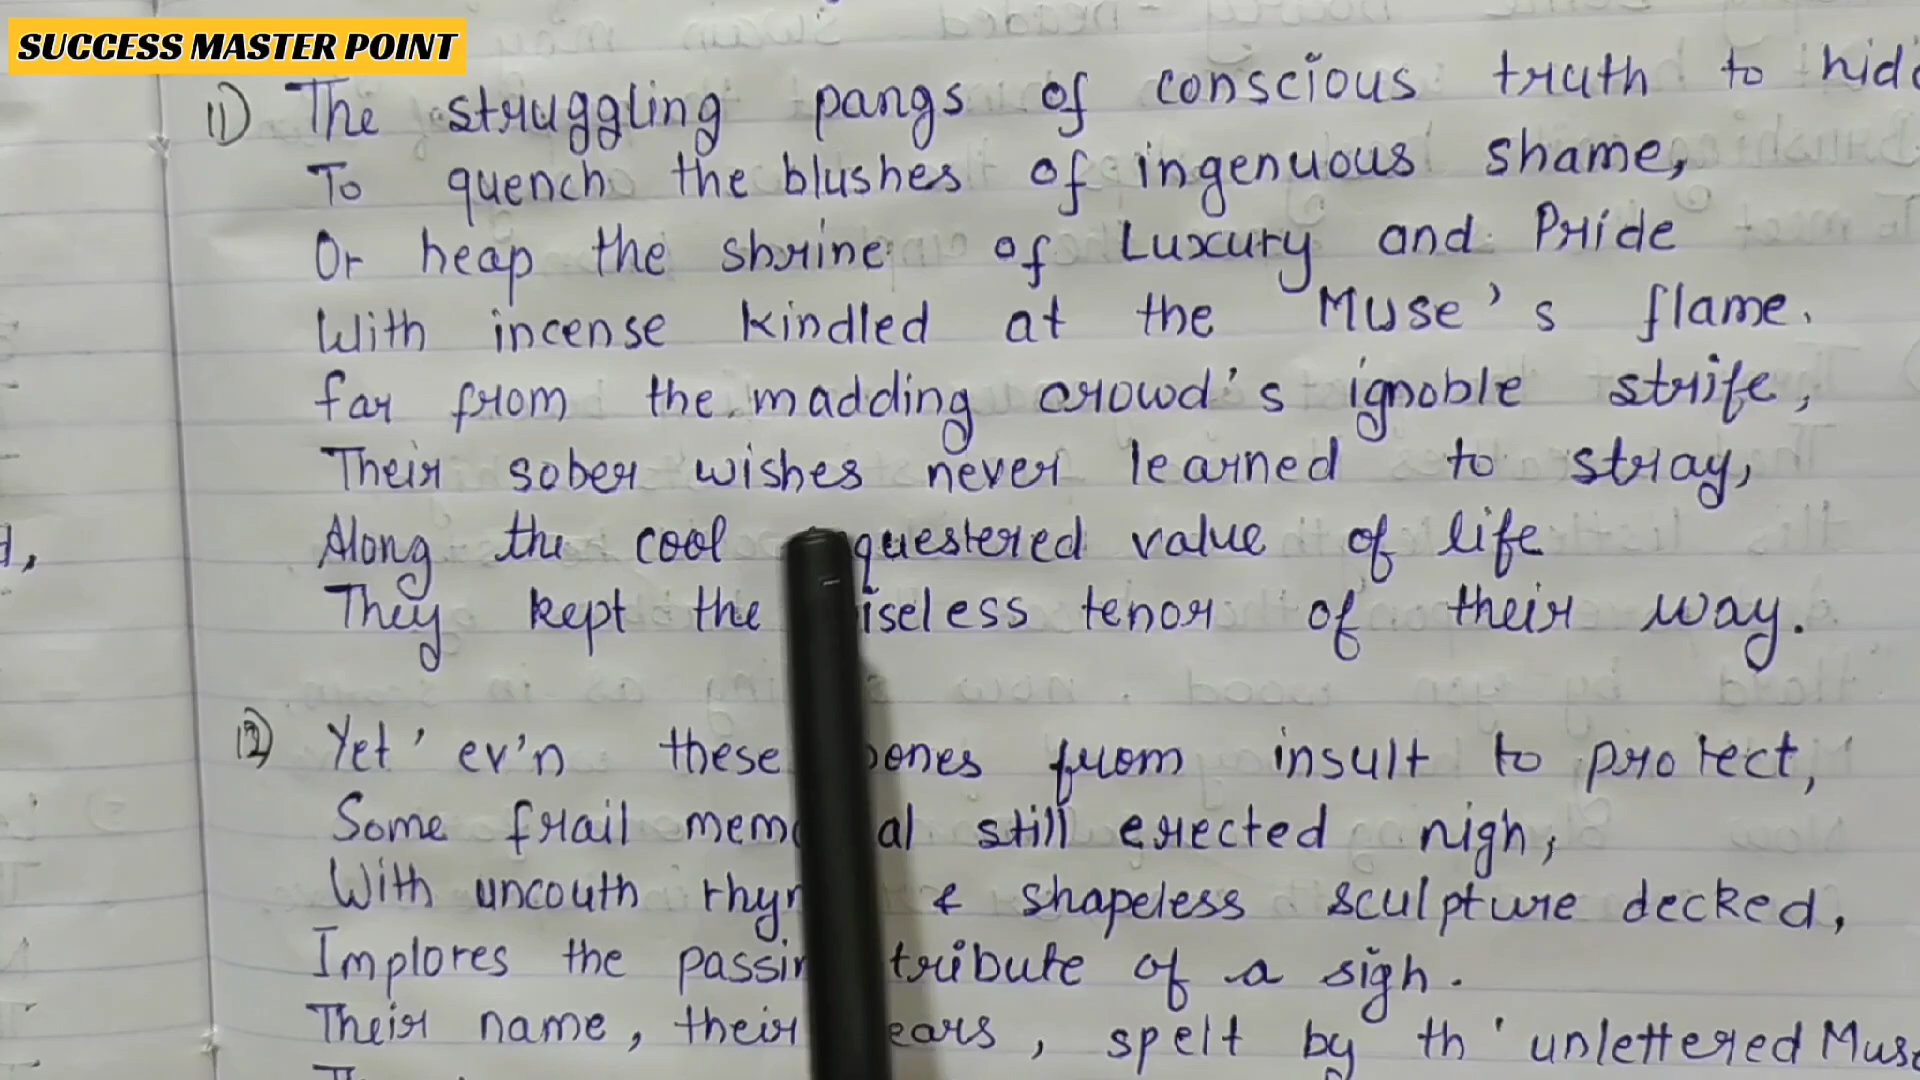 SUCCESS MASTER POINT
11) The struggling pangs of conscious truth to hid
To quench the blushes of ingenuous shame,
Or heap the shrine of Luxury and Pride
With incense kindled at the Muse's flame.
far from the madding crowd's ignoble strife,
Their sober wishes never learned to stray,
Along the cool questered value of life
They kept the iseless tenor of their way.
12) Yet' ev'n these ones from insult to protect,
Some frail mem al still erected nigh,
With uncouth rhy & shapeless sculpture decked,
Implores the passin tribute of a sigh.
Their name, their ears, spelt by th' unlettered Muse